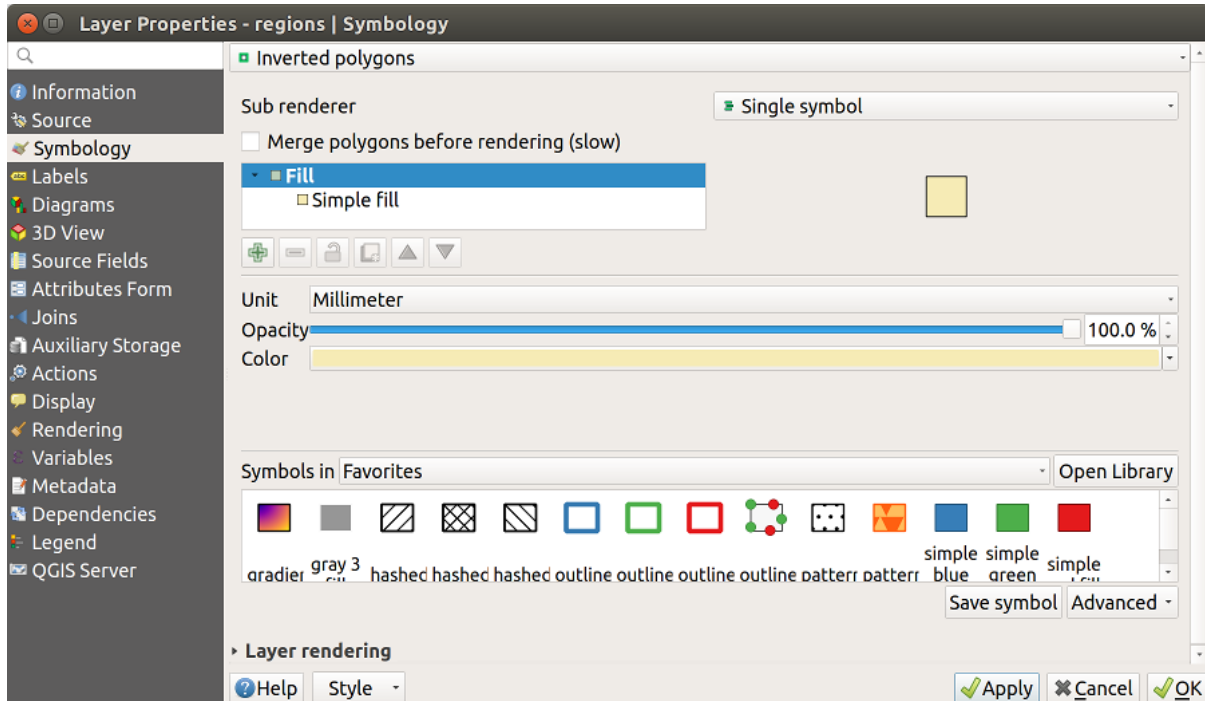 Layer Properties - regions | Symbology
Information
Source
Symbology
Labels
Diagrams
3D View
Source Fields
Attributes Form
Joins
Auxiliary Storage
Actions
Display
Rendering
Variables
Metadata
Dependencies
Legend
QGIS Server
Inverted polygons
Sub renderer Single symbol
Merge polygons before rendering (slow)
Fill
Simple fill
Unit Millimeter
Opacity 100.0 %
Color
Symbols in Favorites Open Library
gray 3 simple simple simple
hashed hashed hashed outline outline outline outline blue green
Save symbol Advanced
Layer rendering
Help Style Apply Cancel OK